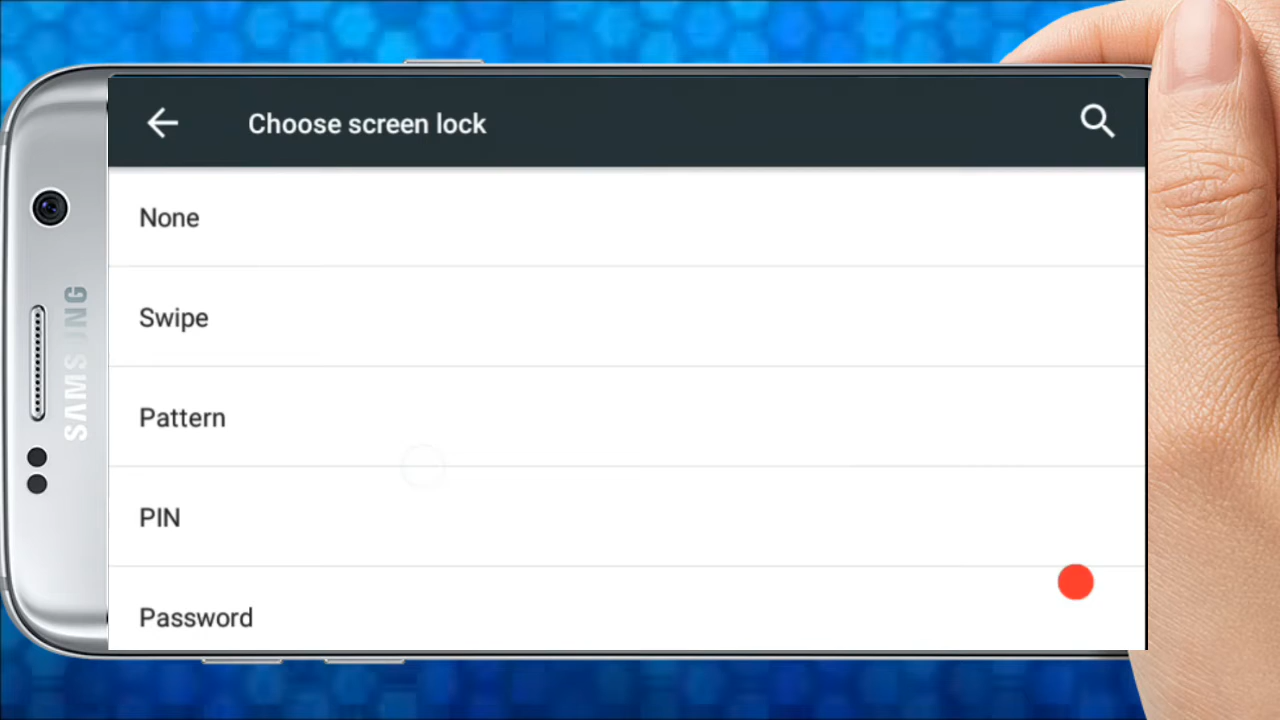 Choose screen lock
None
Swipe
Pattern
PIN
Password
SAMSUNG